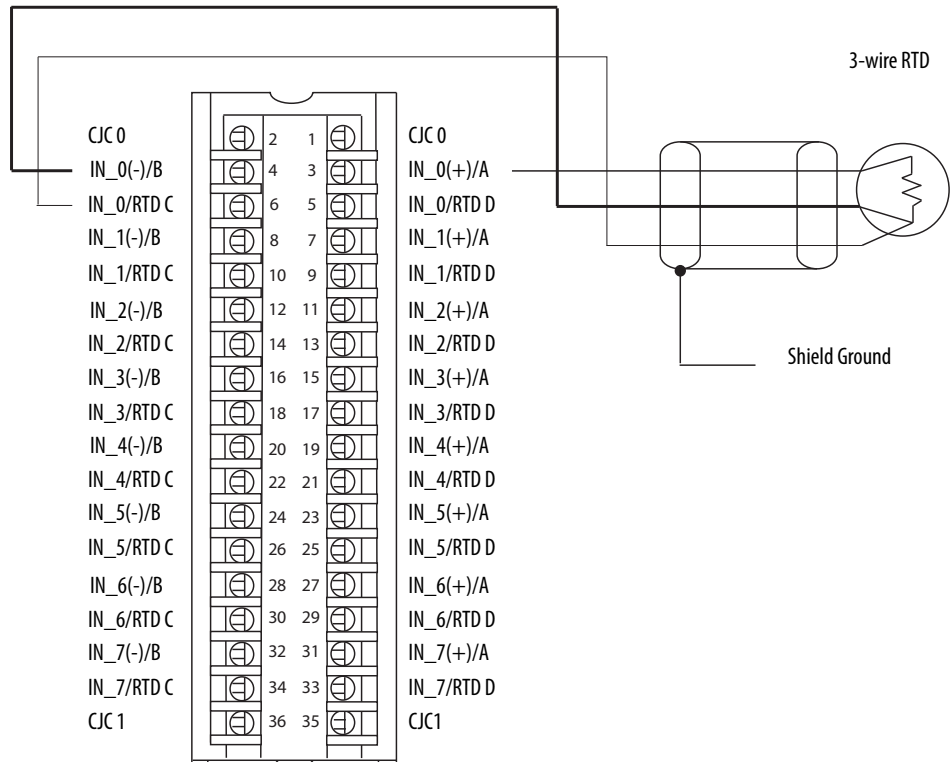 3-wire RTD
CJC 0 2 1 CJC 0
IN_0(-)/B 4 3 IN_0(+)/A
IN_0/RTD C 6 5 IN_0/RTD D
IN_1(-)/B 8 7 IN_1(+)/A
IN_1/RTD C 10 9 IN_1/RTD D
IN_2(-)/B 12 11 IN_2(+)/A
IN_2/RTD C 14 13 IN_2/RTD D
IN_3(-)/B 16 15 IN_3(+)/A
IN_3/RTD C 18 17 IN_3/RTD D
IN_4(-)/B 20 19 IN_4(+)/A
IN_4/RTD C 22 21 IN_4/RTD D
IN_5(-)/B 24 23 IN_5(+)/A
IN_5/RTD C 26 25 IN_5/RTD D
IN_6(-)/B 28 27 IN_6(+)/A
IN_6/RTD C 30 29 IN_6/RTD D
IN_7(-)/B 32 31 IN_7(+)/A
IN_7/RTD C 34 33 IN_7/RTD D
CJC 1 36 35 CJC1
Shield Ground